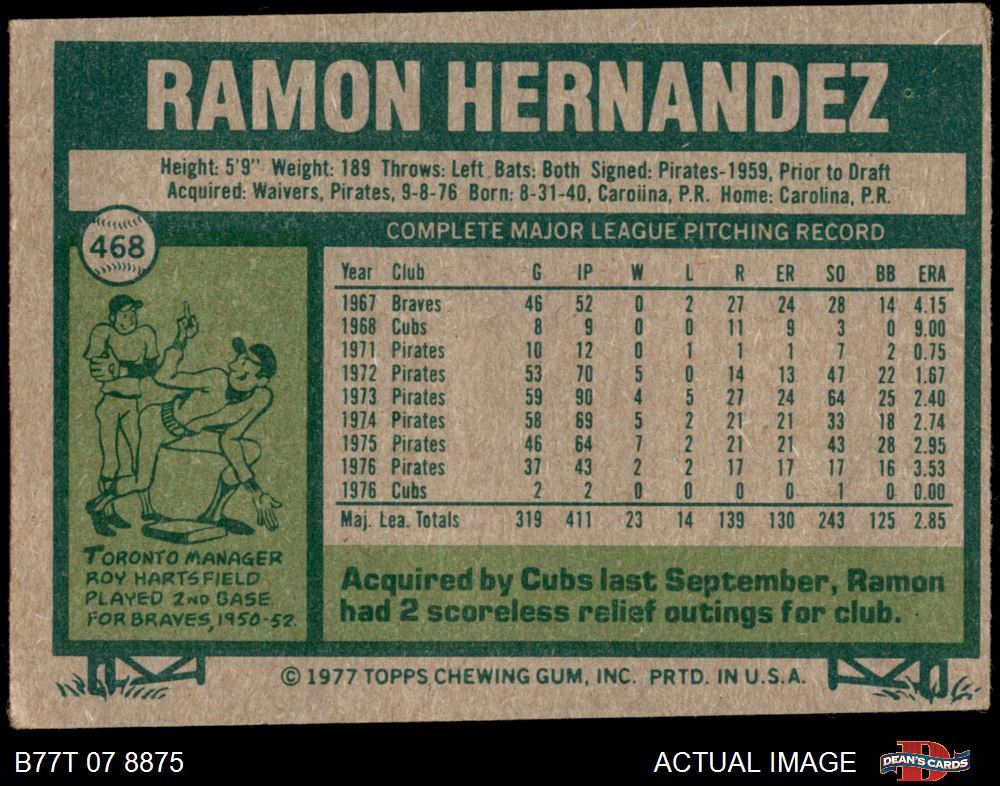 RAMON HERNANDEZ
Height: 5'9" Weight: 189 Throws: Left Bats: Both Signed: Pirates-1959, Prior to Draft
Acquired: Waivers, Pirates, 9-8-76 Born: 8-31-40, Carolina, P.R. Home: Carolina, P.R.
468
COMPLETE MAJOR LEAGUE PITCHING RECORD
Year Club G IP W L R ER SO BB ERA
1967 Braves 46 52 0 2 27 24 28 14 4.15
1968 Cubs 8 9 0 0 11 9 3 0 9.00
1971 Pirates 10 12 0 1 1 1 7 2 0.75
1972 Pirates 53 70 5 0 14 13 47 22 1.67
1973 Pirates 59 90 4 5 27 24 64 25 2.40
1974 Pirates 58 69 5 2 21 21 33 18 2.74
1975 Pirates 46 64 7 2 21 21 43 28 2.95
1976 Pirates 37 43 2 2 17 17 17 16 3.53
1976 Cubs 2 2 0 0 0 0 1 0 0.00
Maj. Lea. Totals 319 411 23 14 139 130 243 125 2.85
TORONTO MANAGER
ROY HARTSFIELD
PLAYED 2ND BASE
FOR BRAVES, 1950-52.
Acquired by Cubs last September, Ramon
had 2 scoreless relief outings for club.
© 1977 TOPPS CHEWING GUM, INC. PRTD. IN U.S.A.
B77T 07 8875
ACTUAL IMAGE
D
DEAN'S CARDS